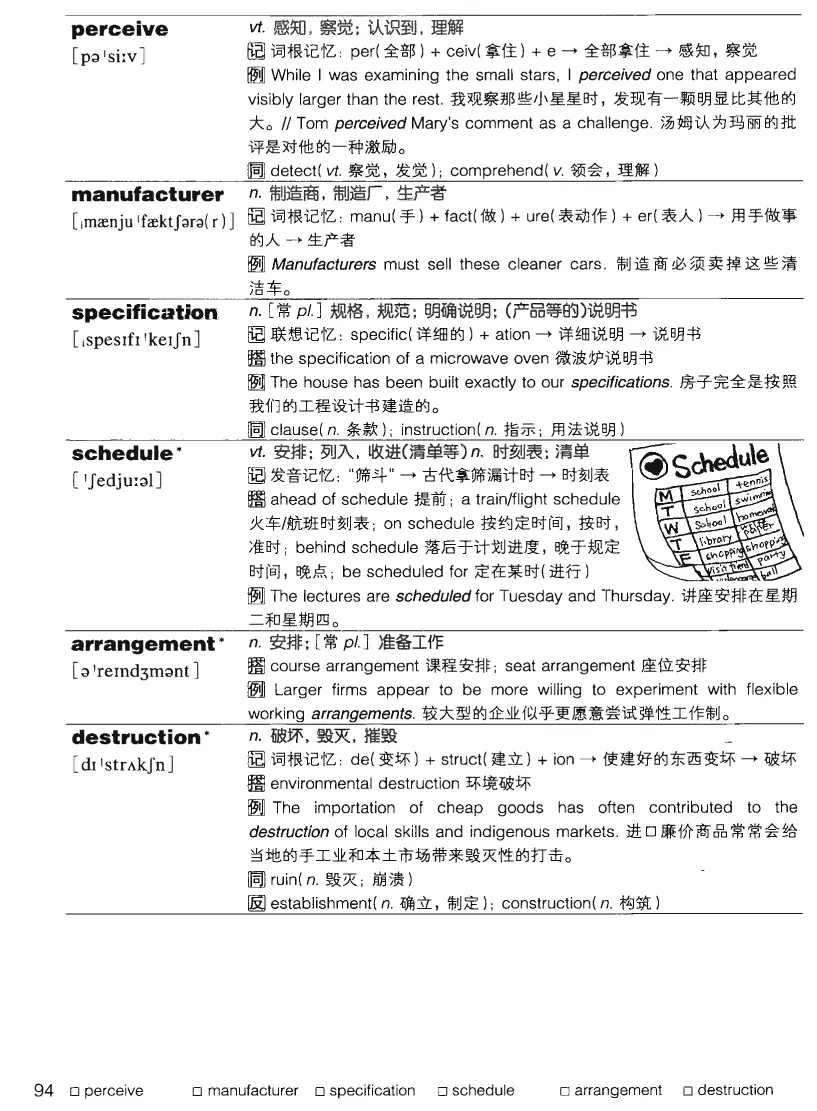 perceive vt. 感知, 察觉; 认识到, 理解
[pə'siːv] 记 词根记忆: per(全部) + ceiv(拿住) + e → 全部拿住 → 感知, 察觉
例 While I was examining the small stars, I perceived one that appeared
visibly larger than the rest. 我观察那些小星星时, 发现有一颗明显比其他的
大。// Tom perceived Mary's comment as a challenge. 汤姆认为玛丽的批
评是对他的一种激励。
同 detect(vt. 察觉, 发觉); comprehend(v. 领会, 理解)
manufacturer n. 制造商, 制造厂, 生产者
[ˌmænju'fæktʃərə(r)] 记 词根记忆: manu(手) + fact(做) + ure(表动作) + er(表人) → 用手做事
的人 → 生产者
例 Manufacturers must sell these cleaner cars. 制造商必须卖掉这些清
洁车。
specification n. [常 pl.] 规格, 规范; 明确说明; (产品等的)说明书
[ˌspesɪfɪ'keɪʃn] 记 联想记忆: specific(详细的) + ation → 详细说明 → 说明书
搭 the specification of a microwave oven 微波炉说明书
例 The house has been built exactly to our specifications. 房子完全是按照
我们的工程设计书建造的。
同 clause(n. 条款); instruction(n. 指示; 用法说明)
schedule* vt. 安排; 列入, 收进(清单等) n. 时刻表; 清单
['ʃedjuːəl] 记 发音记忆: "筛斗" → 古代拿筛漏计时 → 时刻表
搭 ahead of schedule 提前; a train/flight schedule
火车/航班时刻表; on schedule 按约定时间, 按时,
准时; behind schedule 落后于计划进度, 晚于规定
时间, 晚点; be scheduled for 定在某时(进行)
例 The lectures are scheduled for Tuesday and Thursday. 讲座安排在星期
二和星期四。
Schedule
M school tennis
T school swimming
W School homework
T library
F shopping shopping
party
ball
arrangement* n. 安排; [常 pl.] 准备工作
[ə'reɪndʒmənt] 搭 course arrangement 课程安排; seat arrangement 座位安排
例 Larger firms appear to be more willing to experiment with flexible
working arrangements. 较大型的企业似乎更愿意尝试弹性工作制。
destruction* n. 破坏, 毁灭, 摧毁
[dɪ'strʌkʃn] 记 词根记忆: de(变坏) + struct(建立) + ion → 使建好的东西变坏 → 破坏
搭 environmental destruction 环境破坏
例 The importation of cheap goods has often contributed to the
destruction of local skills and indigenous markets. 进口廉价商品常常会给
当地的手工业和本土市场带来毁灭性的打击。
同 ruin(n. 毁灭; 崩溃)
反 establishment(n. 确立, 制定); construction(n. 构筑)
94 □ perceive □ manufacturer □ specification □ schedule □ arrangement □ destruction